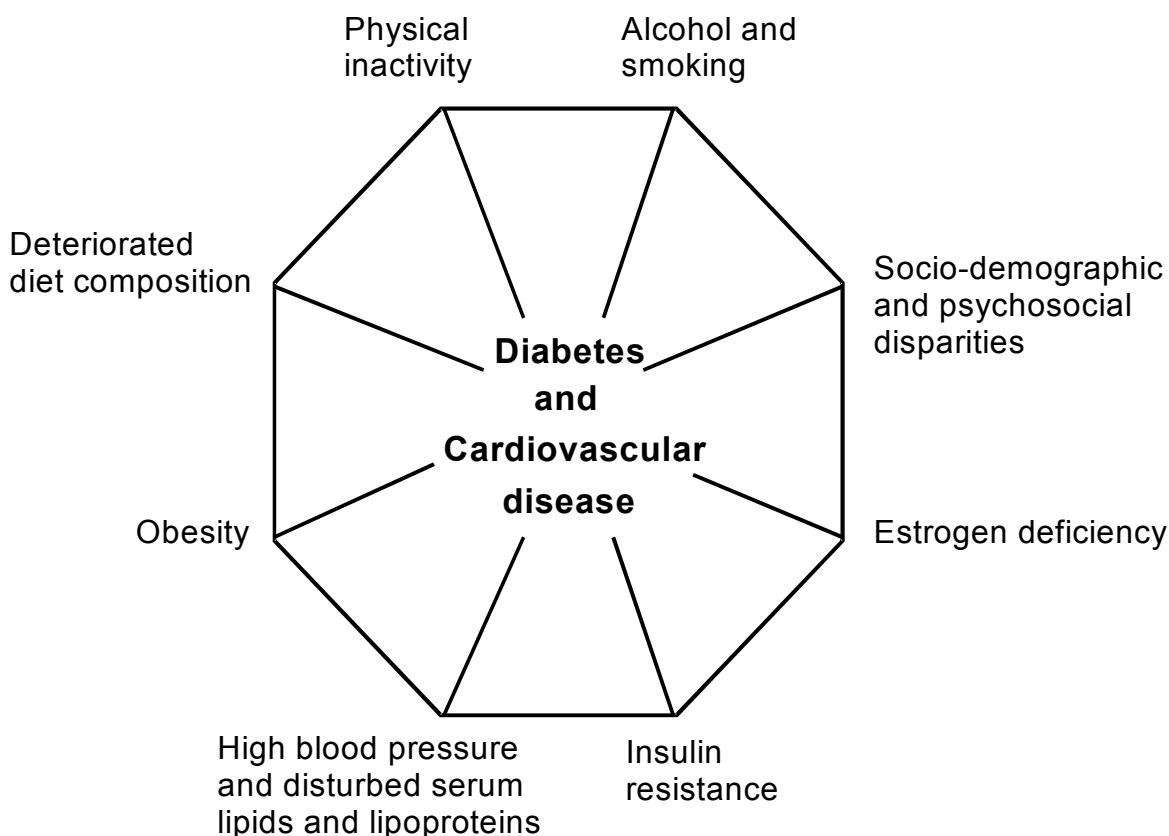 Physical
inactivity
Alcohol and
smoking
Deteriorated
diet composition
Socio-demographic
and psychosocial
disparities
Diabetes
and
Cardiovascular
disease
Obesity
Estrogen deficiency
High blood pressure
and disturbed serum
lipids and lipoproteins
Insulin
resistance